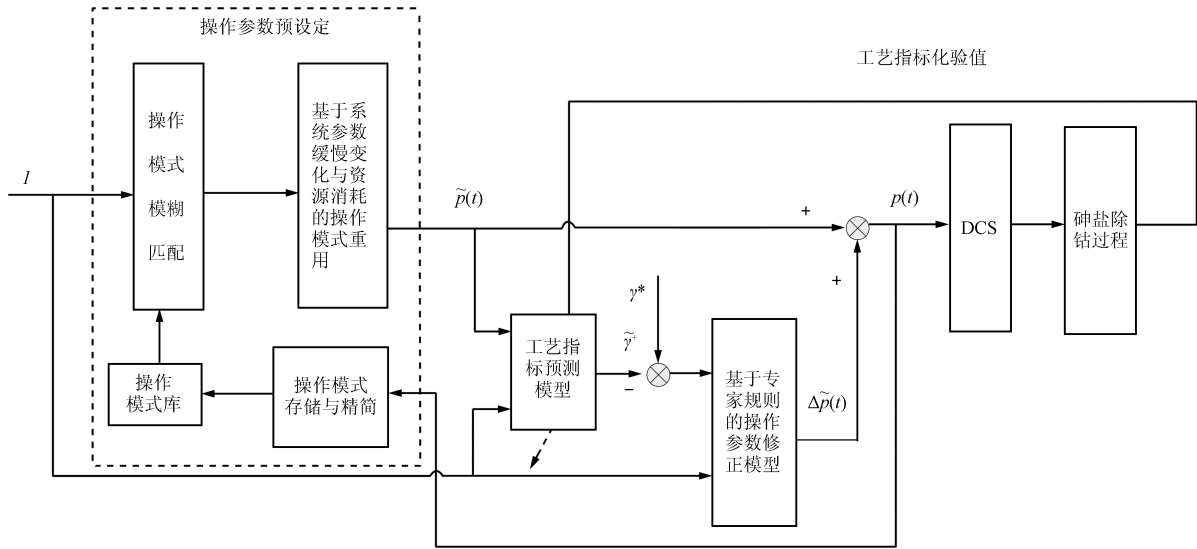 操作参数预设定
工艺指标化验值
操作
模式
模糊
匹配
基于系
统参数
缓慢变
化与资
源消耗
的操作
模式重
用
I
p̃(t)
+
p(t)
DCS
砷盐除
钴过程
+
γ*
γ̃⁺
−
工艺指
标预测
模型
基于专
家规则
的操作
参数修
正模型
Δp̃(t)
操作
模式库
操作模式
存储与精简